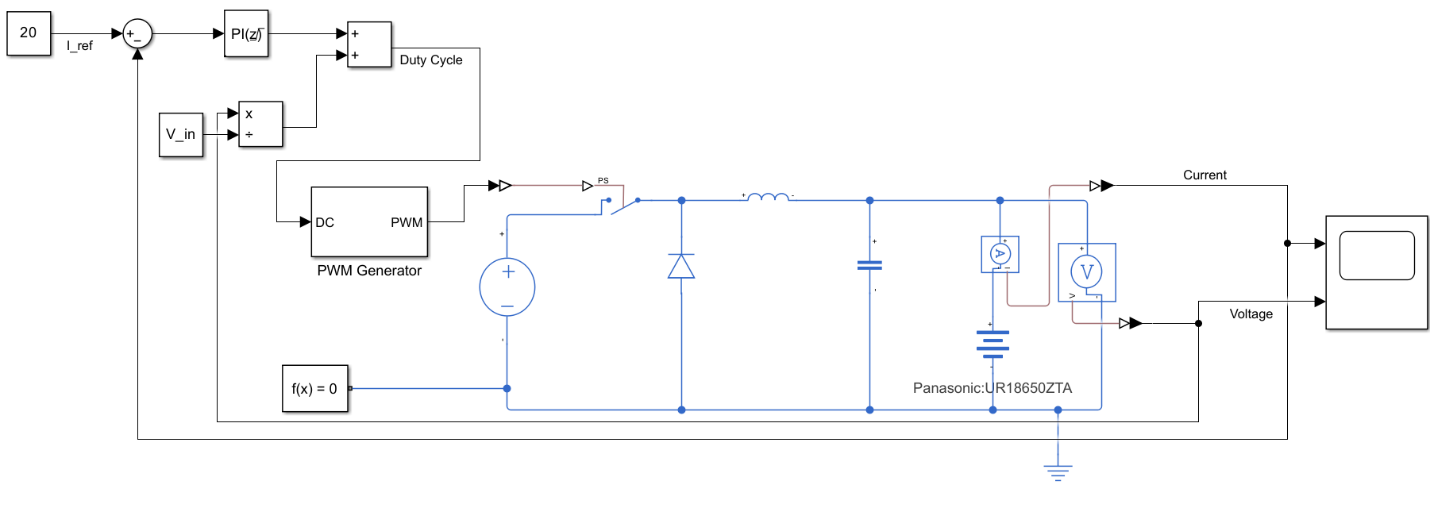 20
I_ref
+
_
PI(z)
+
+
Duty Cycle
V_in
x
÷
DC
PWM
PWM Generator
PS
+
-
+
-
+
-
+
-
A
+
V
+
-
V
+
-
Current
Voltage
f(x) = 0
Panasonic:UR18650ZTA